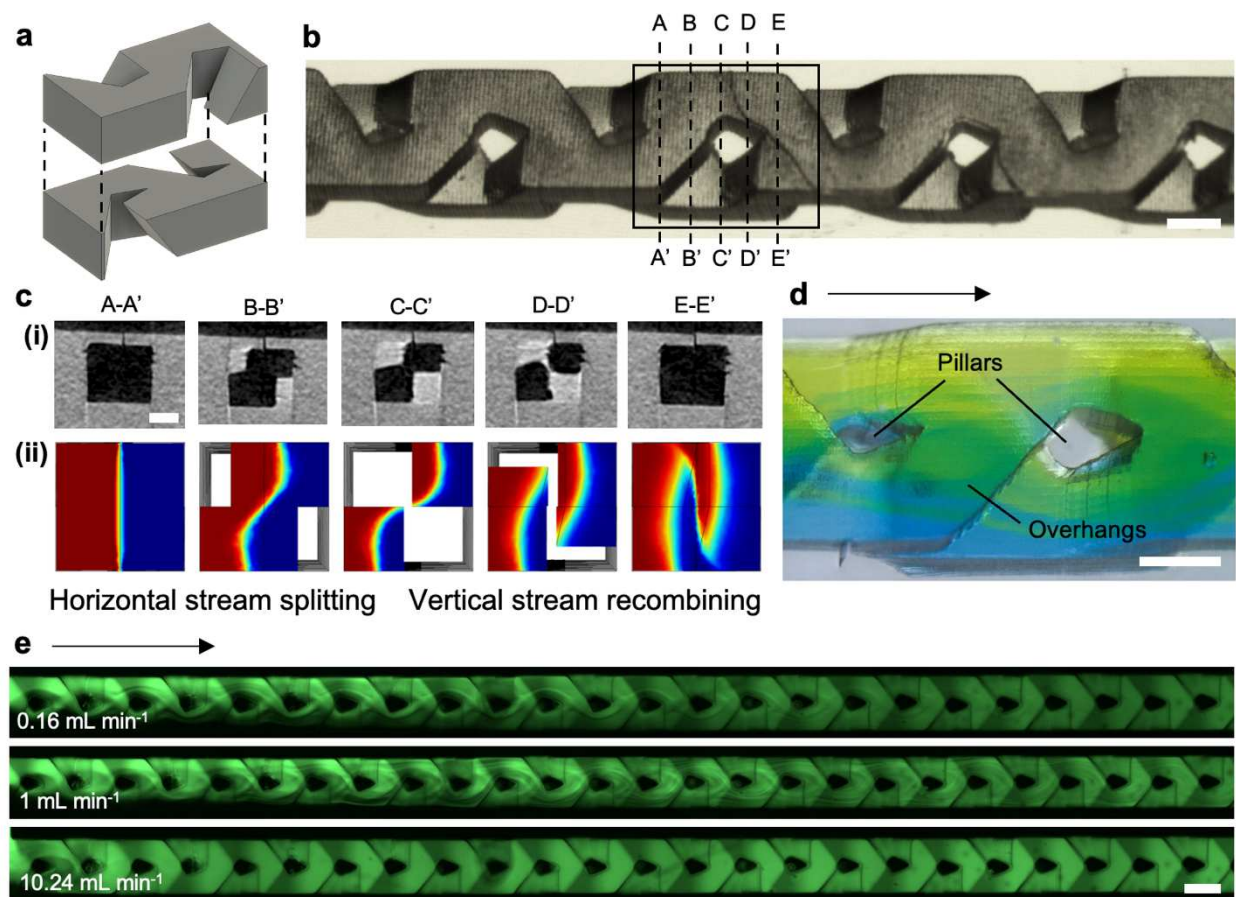 a
b
A B C D E
A' B' C' D' E'
c
A-A' B-B' C-C' D-D' E-E'
(i)
(ii)
Horizontal stream splitting Vertical stream recombining
d
Pillars
Overhangs
e
0.16 mL min-1
1 mL min-1
10.24 mL min-1